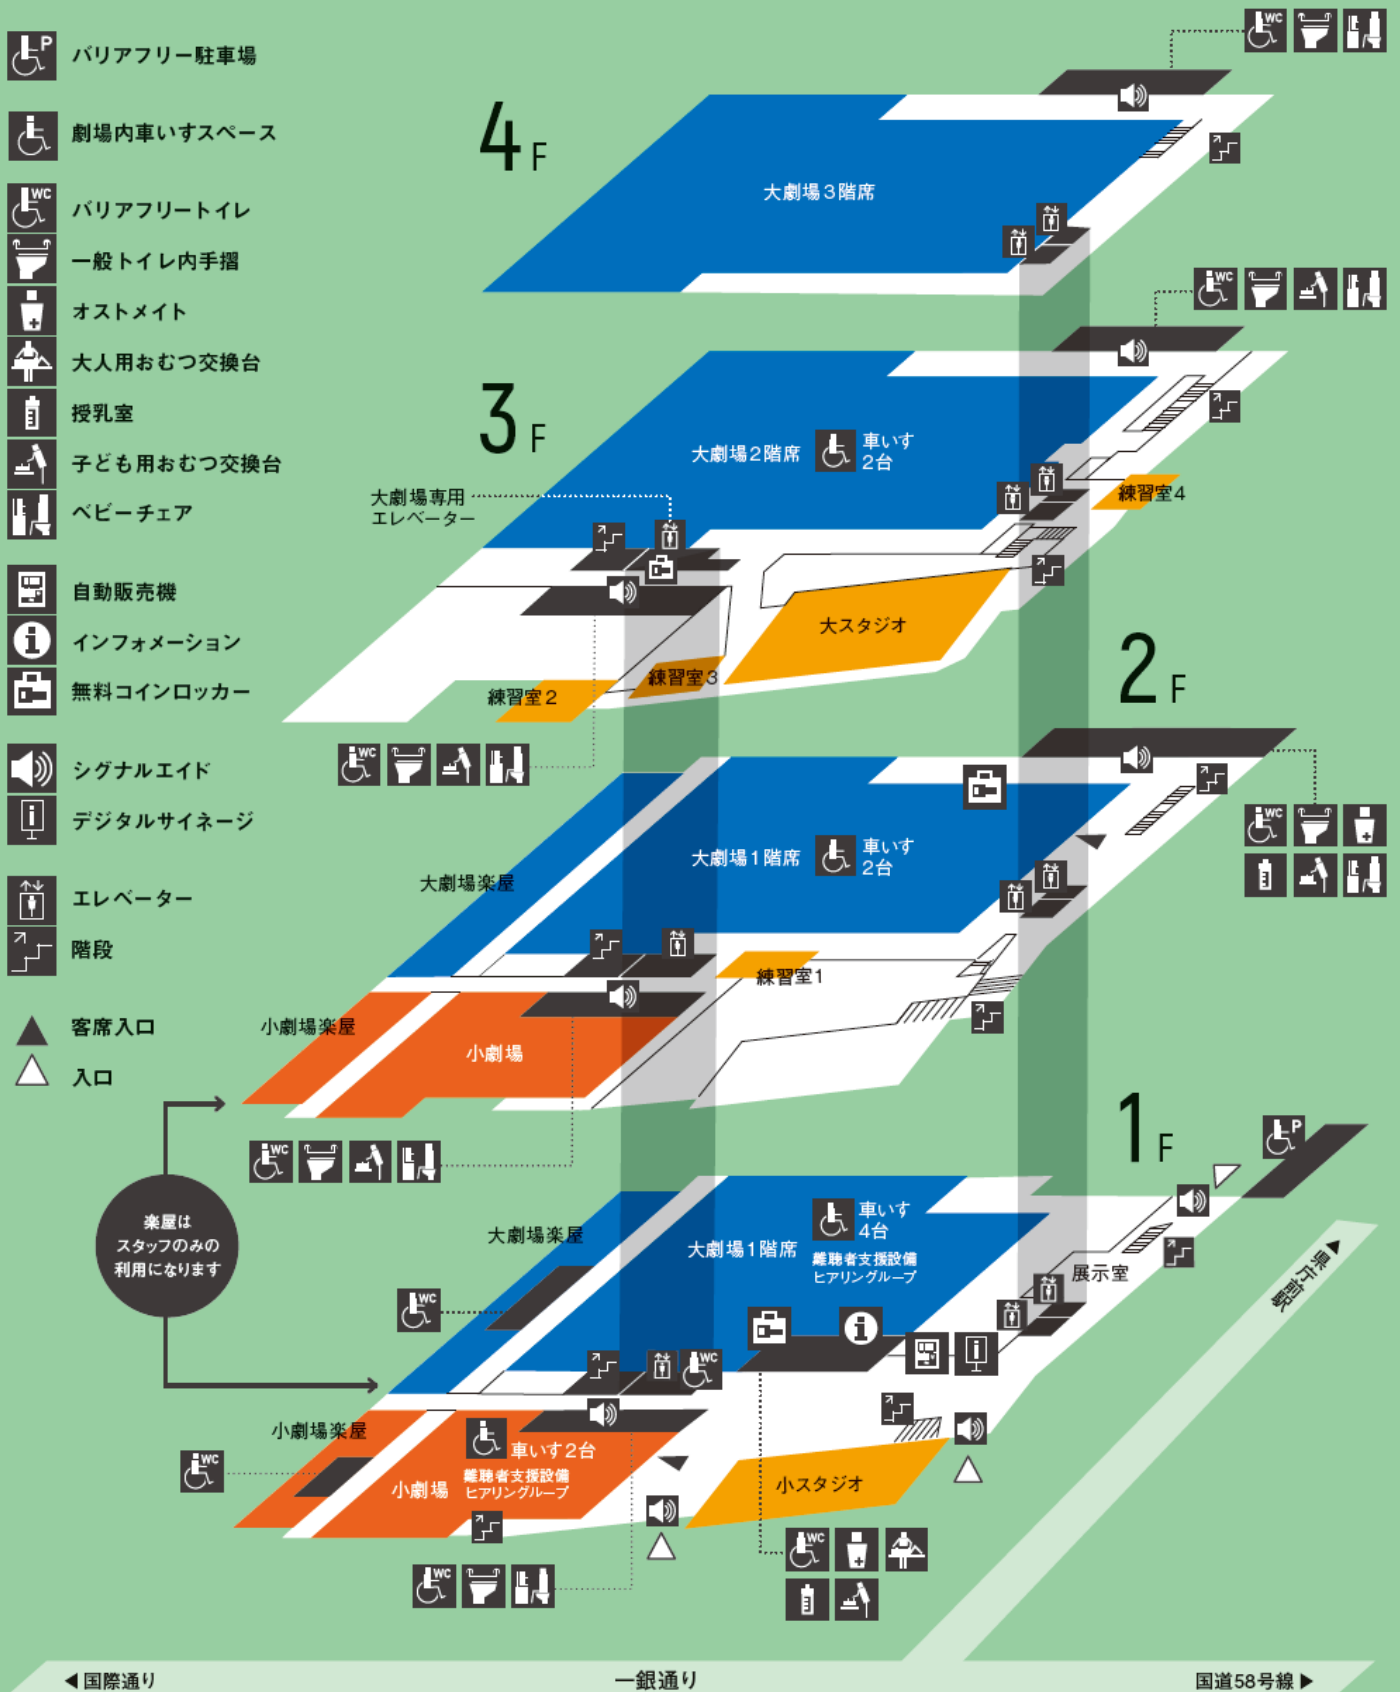 バリアフリー駐車場
劇場内車いすスペース
バリアフリートイレ
一般トイレ内手摺
オストメイト
大人用おむつ交換台
授乳室
子ども用おむつ交換台
ベビーチェア
自動販売機
インフォメーション
無料コインロッカー
シグナルエイド
デジタルサイネージ
エレベーター
階段
客席入口
入口
楽屋は
スタッフのみの
利用になります
4F
大劇場3階席
WC
3F
大劇場2階席
車いす
2台
大劇場専用
エレベーター
練習室4
大スタジオ
練習室3
練習室2
WC
WC
2F
大劇場1階席
車いす
2台
大劇場楽屋
練習室1
小劇場楽屋
小劇場
WC
WC
1F
P
大劇場楽屋
大劇場1階席
車いす
4台
難聴者支援設備
ヒアリングループ
展示室
WC
WC
小劇場楽屋
車いす2台
小劇場
難聴者支援設備
ヒアリングループ
小スタジオ
WC
WC
WC
◀県庁前駅
◀国際通り
一銀通り
国道58号線▶